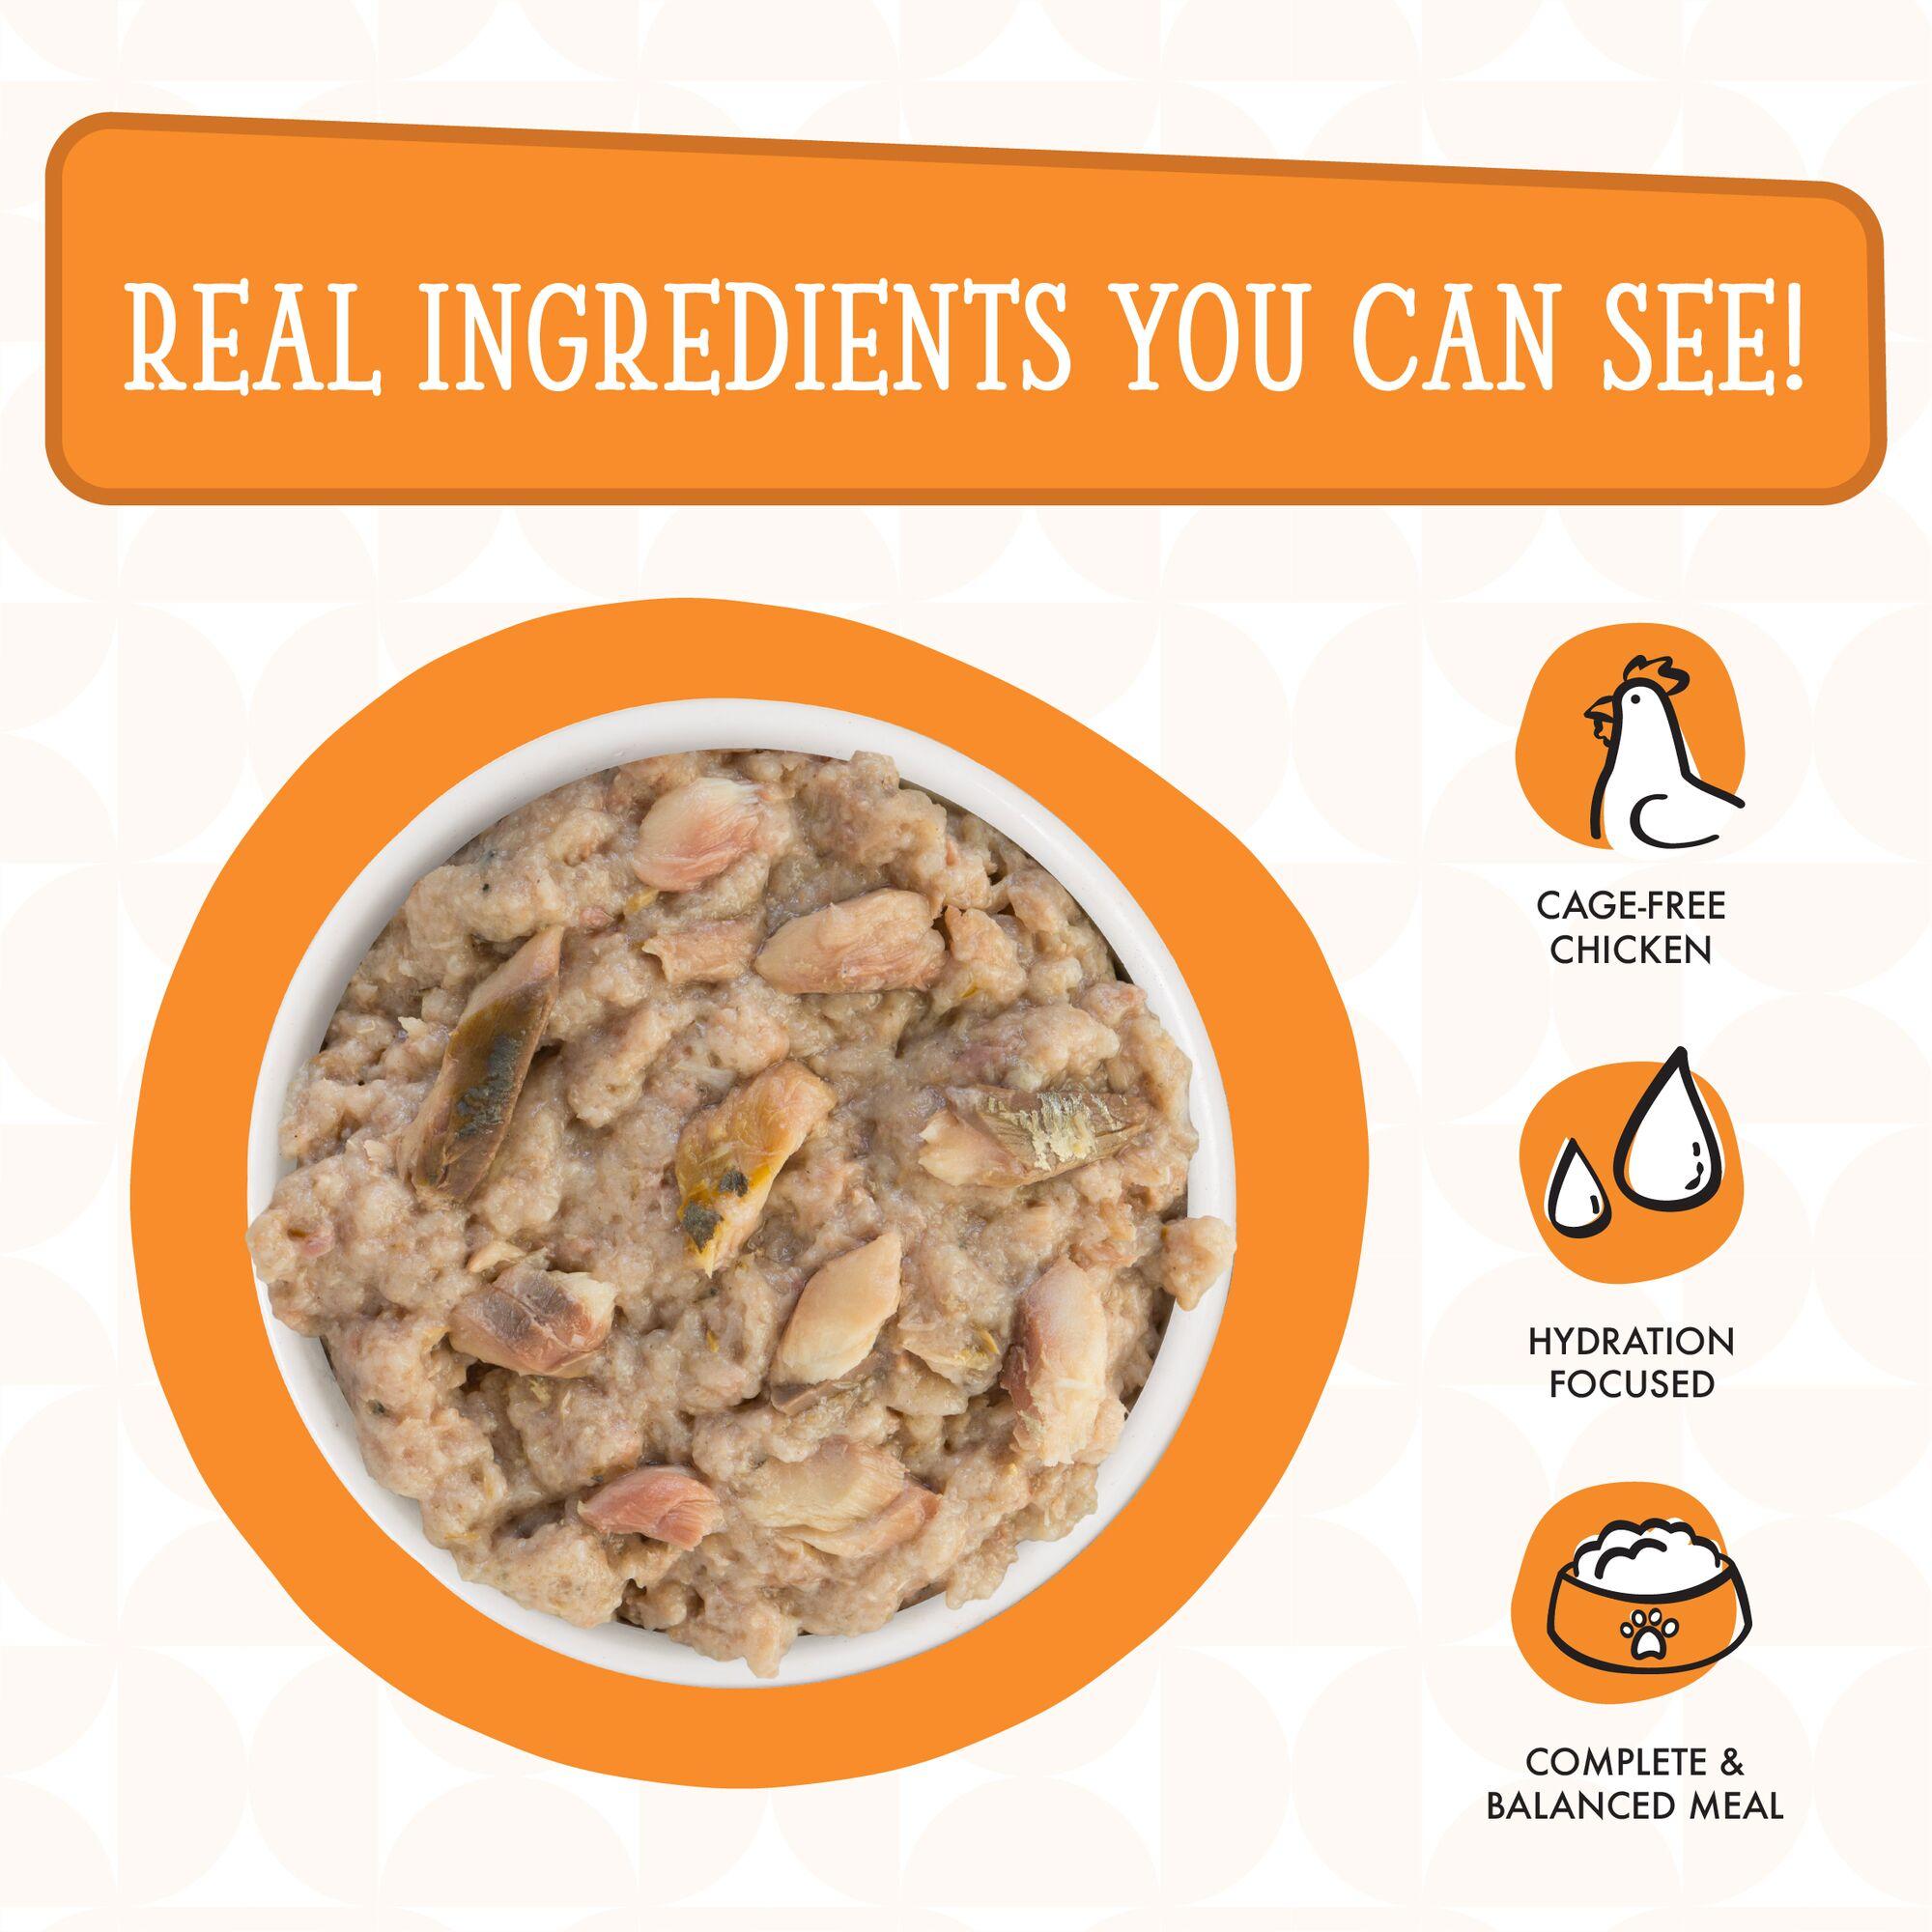 REAL INGREDIENTS YOU CAN SEE!
CAGE-FREE
CHICKEN
HYDRATION
FOCUSED
COMPLETE &
BALANCED MEAL